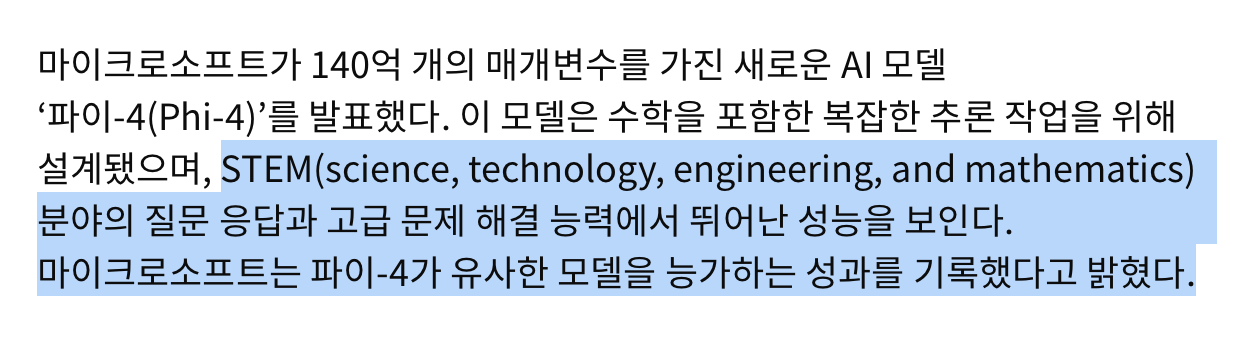 마이크로소프트가 140억 개의 매개변수를 가진 새로운 AI 모델
‘파이-4(Phi-4)’를 발표했다. 이 모델은 수학을 포함한 복잡한 추론 작업을 위해
설계됐으며, STEM(science, technology, engineering, and mathematics)
분야의 질문 응답과 고급 문제 해결 능력에서 뛰어난 성능을 보인다.
마이크로소프트는 파이-4가 유사한 모델을 능가하는 성과를 기록했다고 밝혔다.